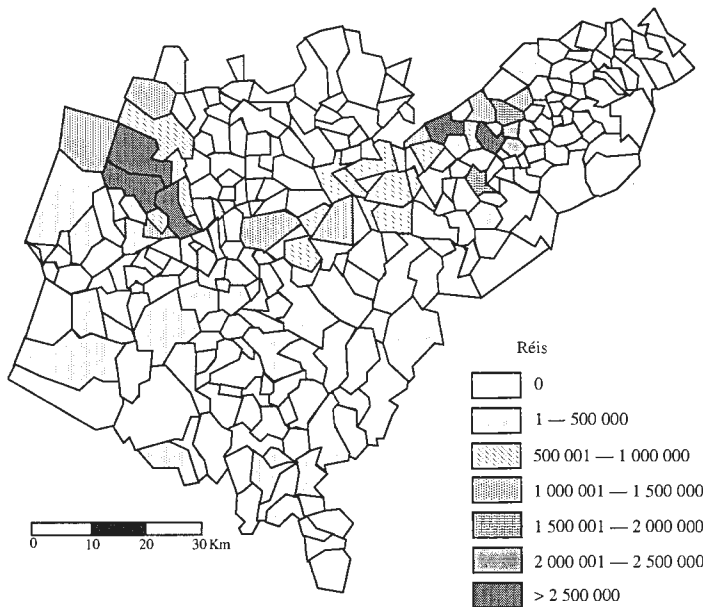 Réis
0
1 — 500 000
500 001 — 1 000 000
1 000 001 — 1 500 000
1 500 001 — 2 000 000
2 000 001 — 2 500 000
> 2 500 000
0 10 20 30 Km